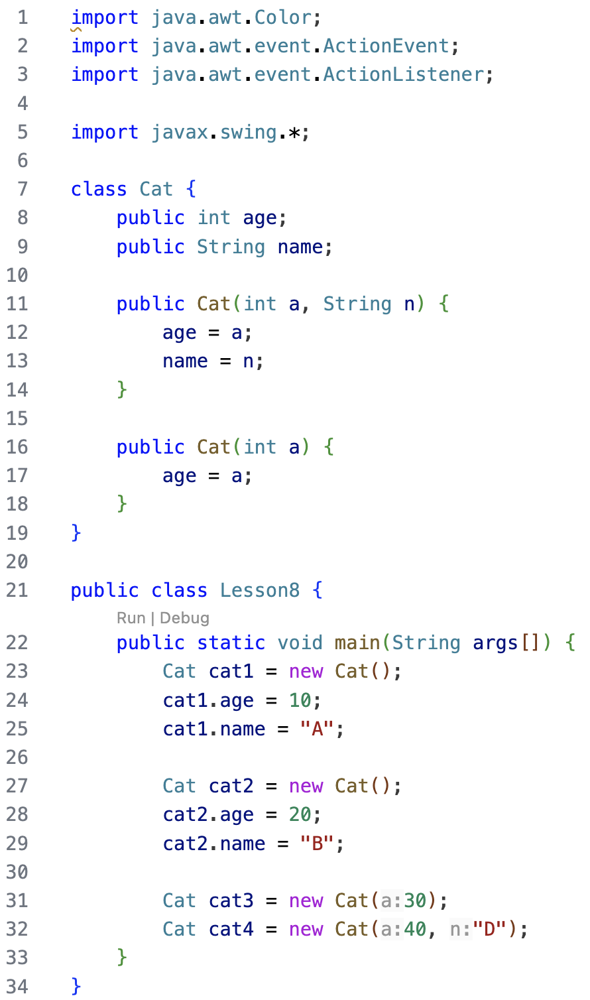 1 import java.awt.Color;
2 import java.awt.event.ActionEvent;
3 import java.awt.event.ActionListener;
4
5 import javax.swing.*;
6
7 class Cat {
8     public int age;
9     public String name;
10
11     public Cat(int a, String n) {
12         age = a;
13         name = n;
14     }
15
16     public Cat(int a) {
17         age = a;
18     }
19 }
20
21 public class Lesson8 {
Run | Debug
22     public static void main(String args[]) {
23         Cat cat1 = new Cat();
24         cat1.age = 10;
25         cat1.name = "A";
26
27         Cat cat2 = new Cat();
28         cat2.age = 20;
29         cat2.name = "B";
30
31         Cat cat3 = new Cat(a:30);
32         Cat cat4 = new Cat(a:40, n:"D");
33     }
34 }